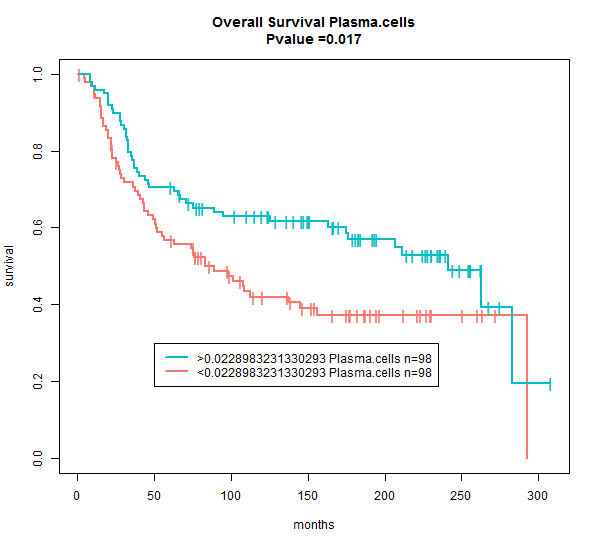 Overall Survival Plasma.cells
Pvalue =0.017
1.0
0.8
0.6
0.4
0.2
0.0
survival
>0.0228983231330293 Plasma.cells n=98
<0.0228983231330293 Plasma.cells n=98
0 50 100 150 200 250 300
months